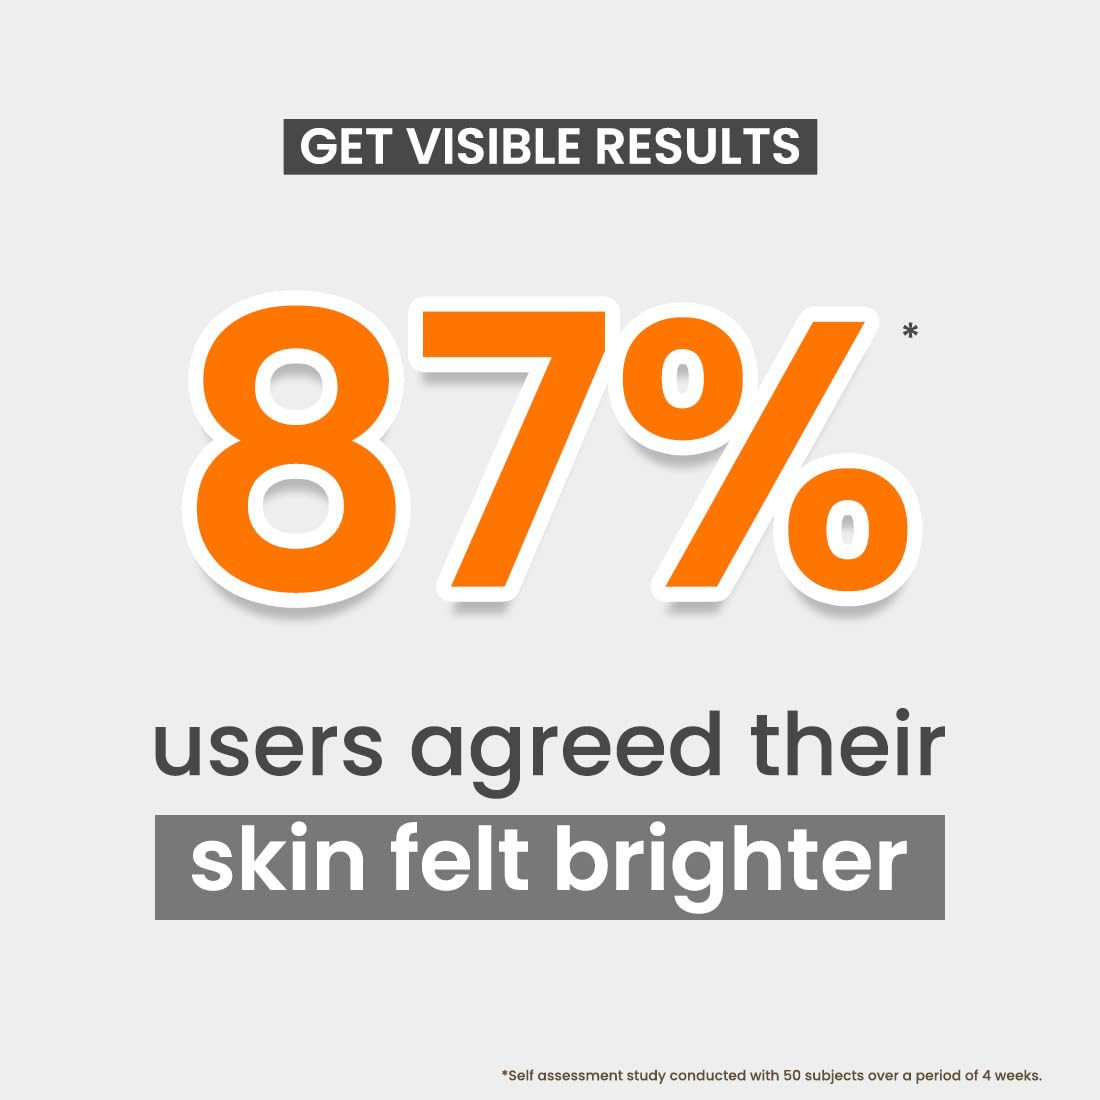 GET VISIBLE RESULTS
87%*
users agreed their
skin felt brighter
*Self assessment study conducted with 50 subjects over a period of 4 weeks.